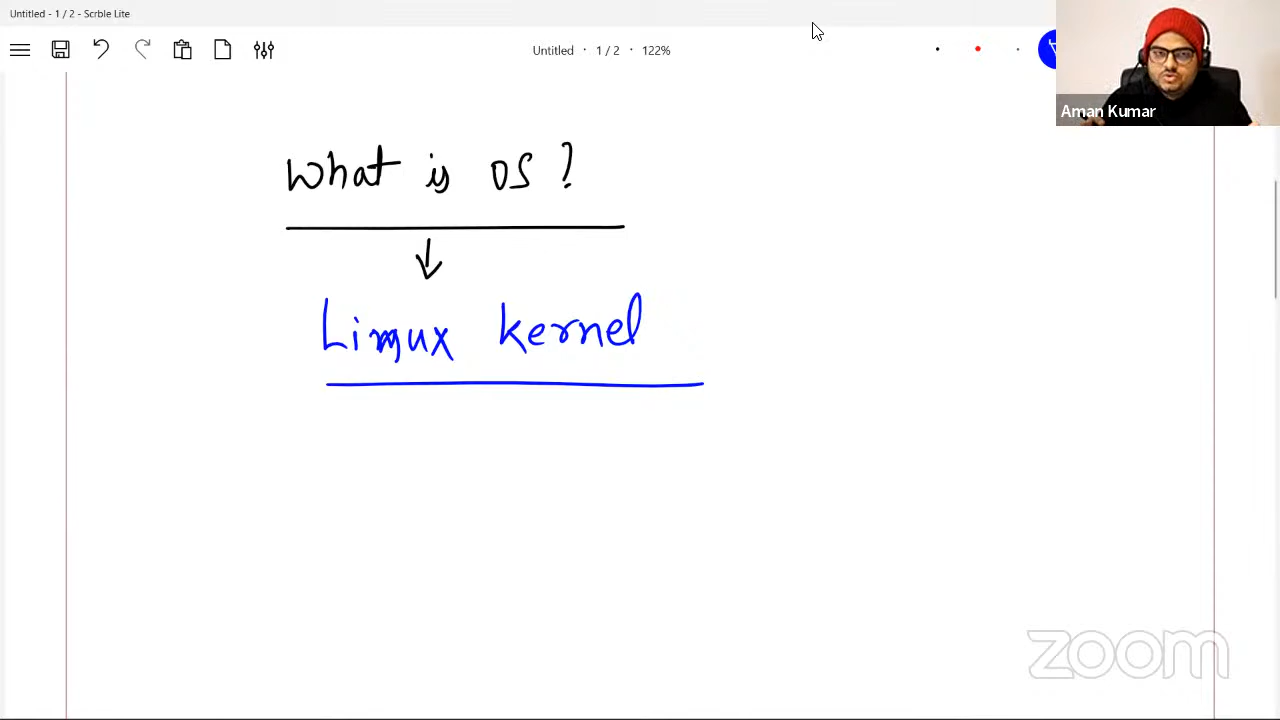 Untitled - 1 / 2 - Scrble Lite
Untitled · 1 / 2 · 122%
Aman Kumar
What is OS ?
Linux kernel
zoom